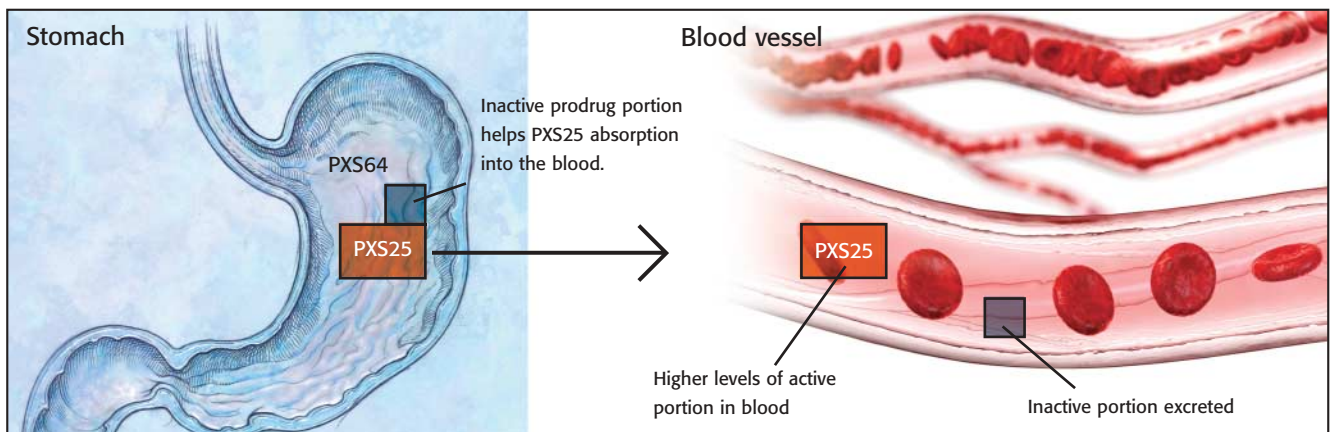 Stomach
Inactive prodrug portion
helps PXS25 absorption
into the blood.
PXS64
PXS25
Blood vessel
PXS25
Higher levels of active
portion in blood
Inactive portion excreted